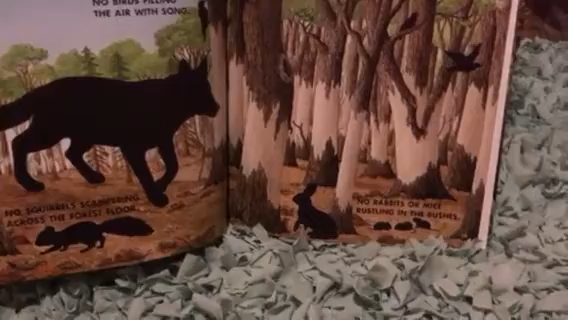 NO BIRDS FILLING
THE AIR WITH SONG.
NO SQUIRRELS SCAMPERING
ACROSS THE FOREST FLOOR.
NO RABBITS OR MICE
RUSTLING IN THE BUSHES.